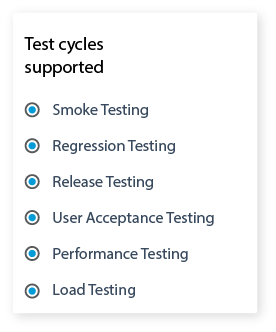 Test cycles
supported
Smoke Testing
Regression Testing
Release Testing
User Acceptance Testing
Performance Testing
Load Testing